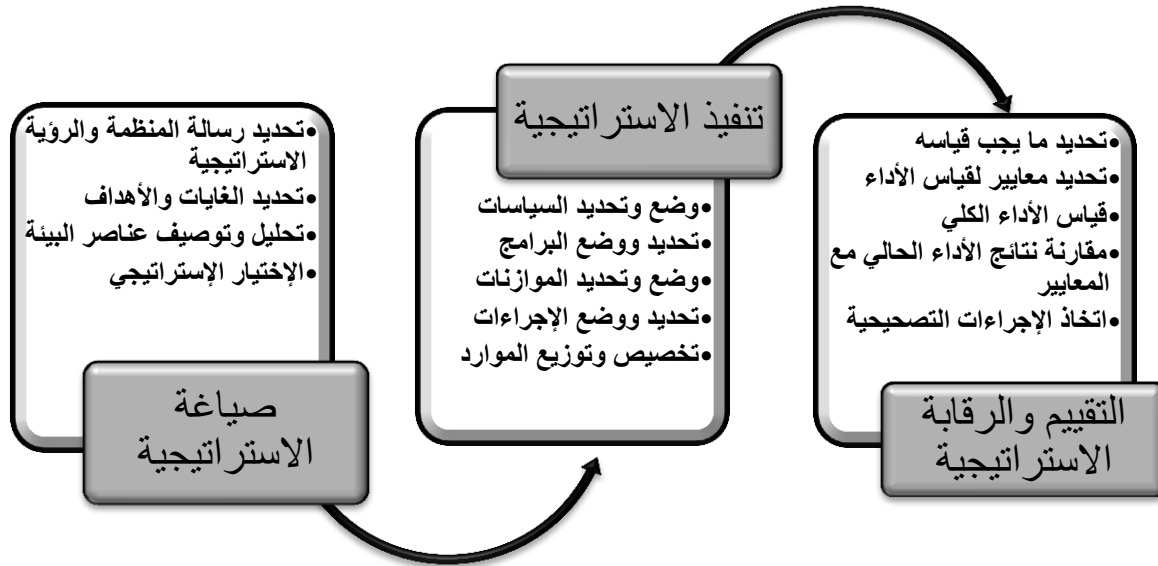 •تحديد رسالة المنظمة والرؤية
الاستراتيجية
•تحديد الغايات والأهداف
•تحليل وتوصيف عناصر البيئة
•الإختيار الإستراتيجي
صياغة
الاستراتيجية
تنفيذ الاستراتيجية
•وضع وتحديد السياسات
•تحديد ووضع البرامج
•وضع وتحديد الموازنات
•تحديد ووضع الإجراءات
•تخصيص وتوزيع الموارد
•تحديد ما يجب قياسه
•تحديد معايير لقياس الأداء
•قياس الأداء الكلي
•مقارنة نتائج الأداء الحالي مع
المعايير
•اتخاذ الإجراءات التصحيحية
التقييم والرقابة
الاستراتيجية